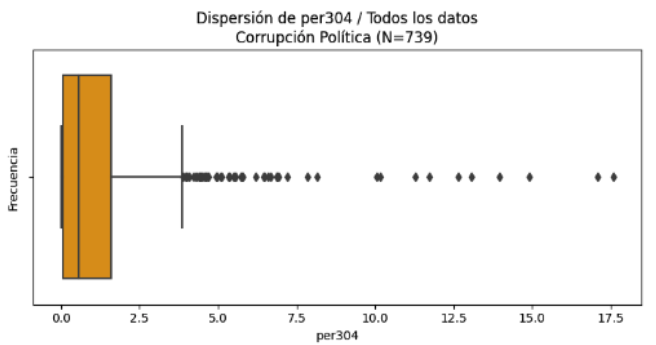 Dispersión de per304 / Todos los datos
Corrupción Política (N=739)
Frecuencia
0.0 2.5 5.0 7.5 10.0 12.5 15.0 17.5
per304